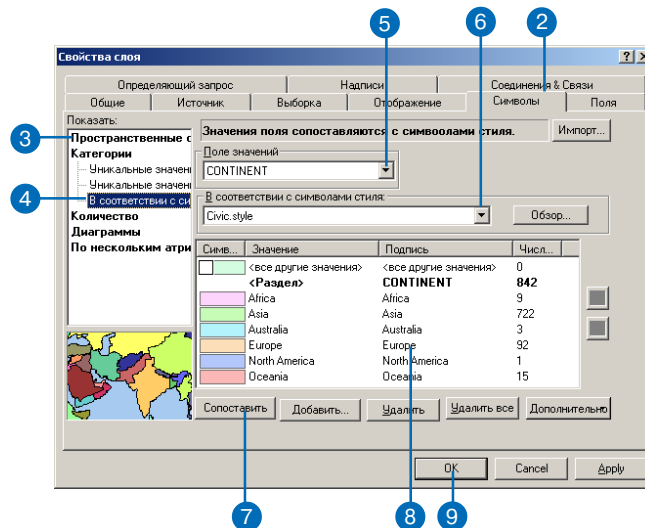 5
6
2
Свойства слоя
Определяющий запрос
Надписи
Соединения & Связи
Общие
Источник
Выборка
Отображение
Символы
Поля
Показать:
3
Пространственные с
Категории
Уникальные значени
Уникальные значени
4
В соответствии с си
Количество
Диаграммы
По нескольким атри
Значения поля сопоставляются с симвоолами стиля.
Импорт...
Поле значений
CONTINENT
В соответствии с символами стиля:
Civic.style
Обзор...
Симв... Значение Подпись Числ...
<все другие значения> <все другие значения> 0
<Раздел> CONTINENT 842
Africa Africa 9
Asia Asia 722
Australia Australia 3
Europe Europe 92
North America North America 1
Oceania Oceania 15
Сопоставить
Добавить...
Удалить
Удалить все
Дополнительно
OK
Cancel
Apply
7
8
9